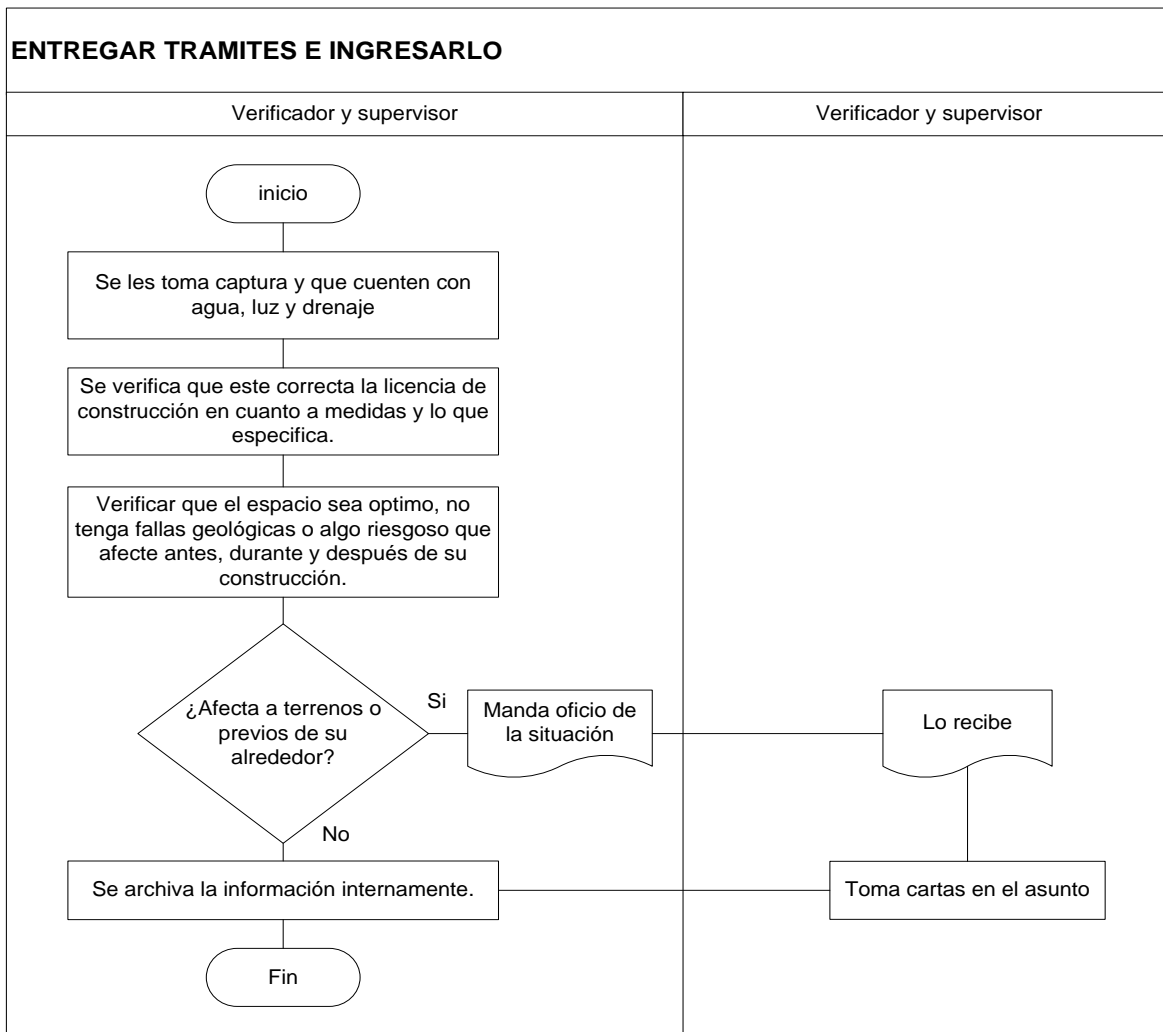 ENTREGAR TRAMITES E INGRESARLO
Verificador y supervisor
Verificador y supervisor
inicio
Se les toma captura y que cuenten con
agua, luz y drenaje
Se verifica que este correcta la licencia de
construcción en cuanto a medidas y lo que
especifica.
Verificar que el espacio sea optimo, no
tenga fallas geológicas o algo riesgoso que
afecte antes, durante y después de su
construcción.
¿Afecta a terrenos o
previos de su
alrededor?
Si
Manda oficio de
la situación
Lo recibe
No
Se archiva la información internamente.
Toma cartas en el asunto
Fin